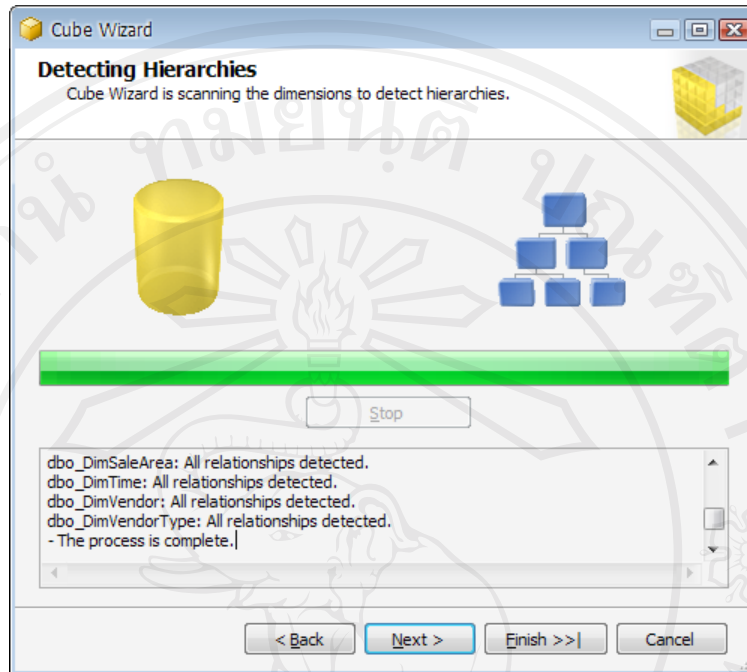 Cube Wizard
Detecting Hierarchies
Cube Wizard is scanning the dimensions to detect hierarchies.
Stop
dbo_DimSaleArea: All relationships detected.
dbo_DimTime: All relationships detected.
dbo_DimVendor: All relationships detected.
dbo_DimVendorType: All relationships detected.
- The process is complete.
< Back Next > Finish >>| Cancel